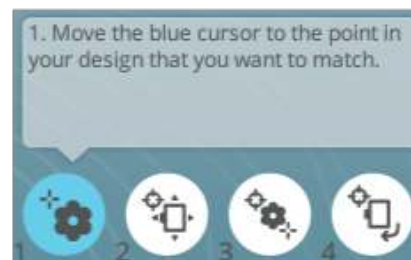 1. Move the blue cursor to the point in
your design that you want to match.
1 2 3 4